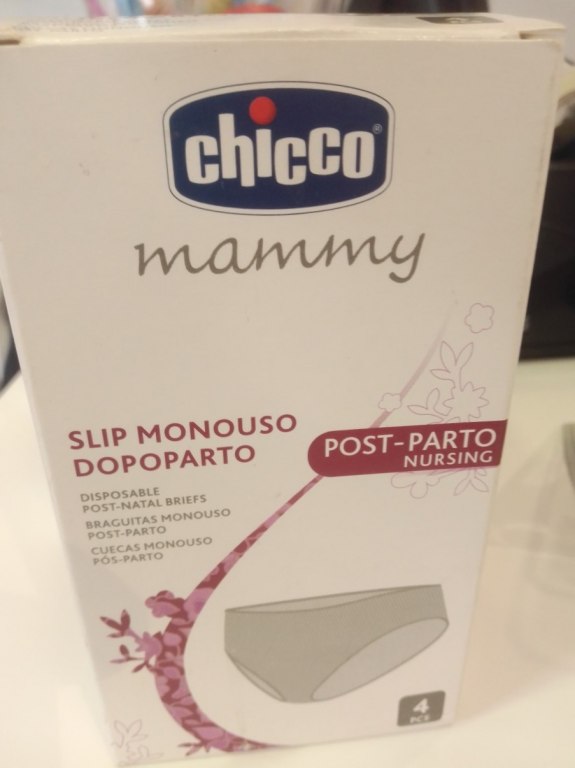 chicco®
mammy
SLIP MONOUSO
DOPOPARTO
POST-PARTO
NURSING
DISPOSABLE
POST-NATAL BRIEFS
BRAGUITAS MONOUSO
POST-PARTO
CUECAS MONOUSO
PÓS-PARTO
4
PCE